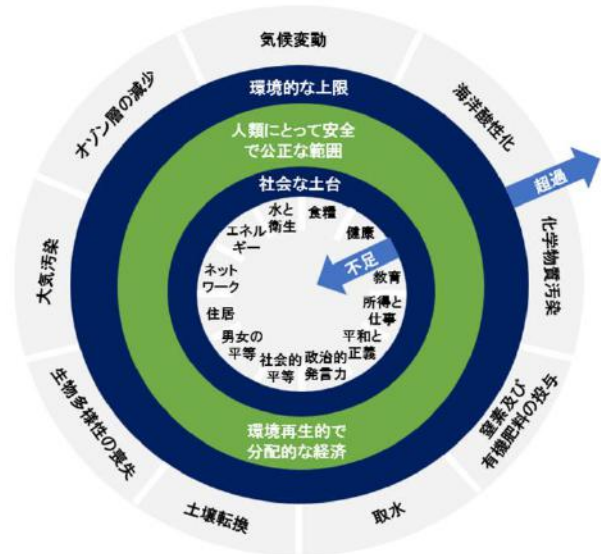 気候変動
海洋酸性化
化学物質汚染
窒素及び
有機肥料の投与
取水
土壌転換
生物多様性の喪失
大気汚染
オゾン層の減少
環境的な上限
人類にとって安全
で公正な範囲
社会な土台
超過
不足
水と
衛生
食糧
健康
教育
所得と
仕事
平和と
正義
政治的
発言力
社会的
平等
男女の
平等
住居
ネット
ワーク
エネル
ギー
環境再生的で
分配的な経済